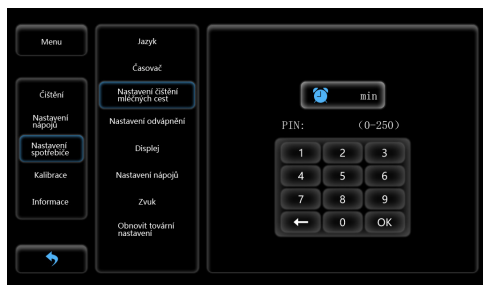 Menu
Čištění
Nastavení
nápojů
Nastavení
spotřebiče
Kalibrace
Informace
Jazyk
Časovač
Nastavení čištění
mléčných cest
Nastavení odvápnění
Displej
Nastavení nápojů
Zvuk
Obnovit tovární
nastavení
min
PIN: (0-250)
1 2 3
4 5 6
7 8 9
← 0 OK